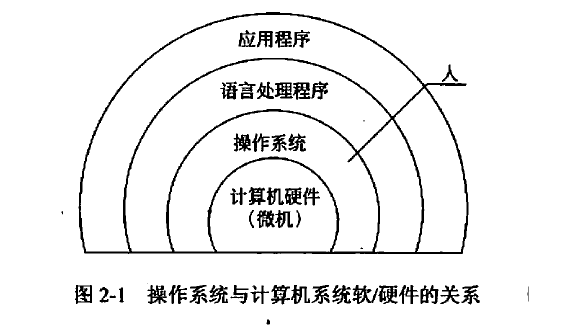 应用程序
人
语言处理程序
操作系统
计算机硬件
（微机）
图 2-1 操作系统与计算机系统软/硬件的关系